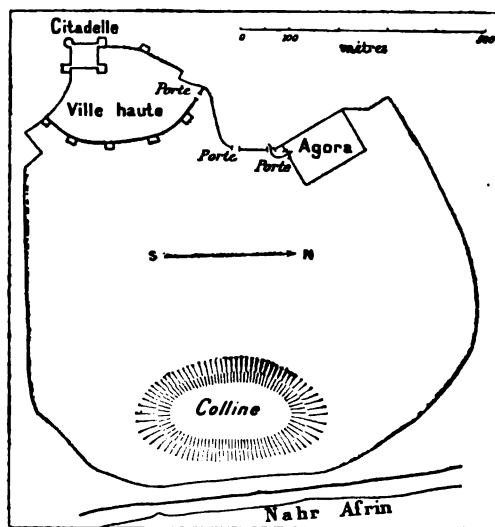 Citadelle
0 100 500
mètres
Ville haute
Porte
Porte
Porte
Agora
S N
Colline
Nahr Afrin